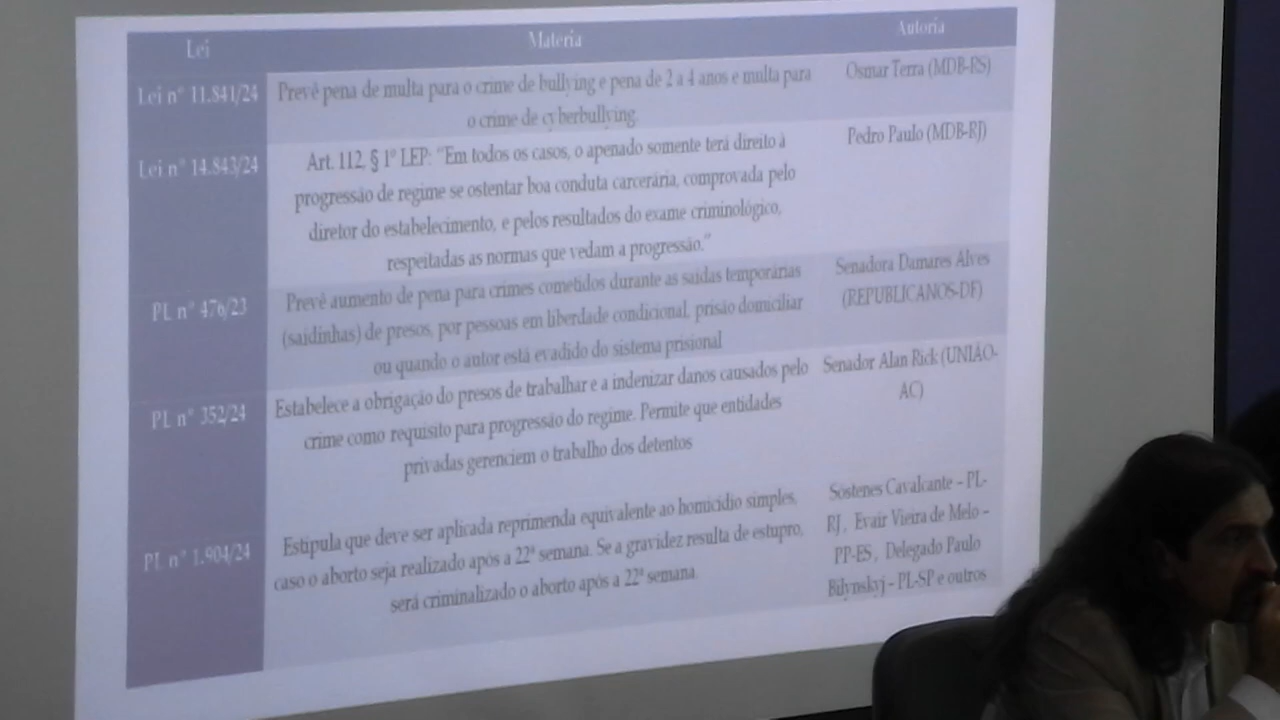 Lei Materia Autoria
Lei nº 11.841/24
Prevê pena de multa para o crime de bullying e pena de 2 a 4 anos e multa para
o crime de cyberbullying.
Osmar Terra (MDB-RS)
Lei nº 14.843/24
Art. 112, § 1º LEP: “Em todos os casos, o apenado somente terá direito à
progressão de regime se ostentar boa conduta carcerária, comprovada pelo
diretor do estabelecimento, e pelos resultados do exame criminológico,
respeitadas as normas que vedam a progressão.”
Pedro Paulo (MDB-RJ)
PL nº 476/23
Prevê aumento de pena para crimes cometidos durante as saídas temporárias
(saidinhas) de presos, por pessoas em liberdade condicional, prisão domiciliar
ou quando o autor está evadido do sistema prisional
Senadora Damares Alves
(REPUBLICANOS-DF)
PL nº 352/24
Estabelece a obrigação do presos de trabalhar e a indenizar danos causados pelo
crime como requisito para progressão do regime. Permite que entidades
privadas gerenciem o trabalho dos detentos
Senador Alan Rick (UNIÃO-
AC)
PL nº 1.904/24
Estipula que deve ser aplicada reprimenda equivalente ao homicídio simples,
caso o aborto seja realizado após a 22ª semana. Se a gravidez resulta de estupro,
será criminalizado o aborto após a 22ª semana.
Sóstenes Cavalcante – PL-
RJ, Evair Vieira de Melo –
PP-ES, Delegado Paulo
Bilynskyj - PL-SP e outros